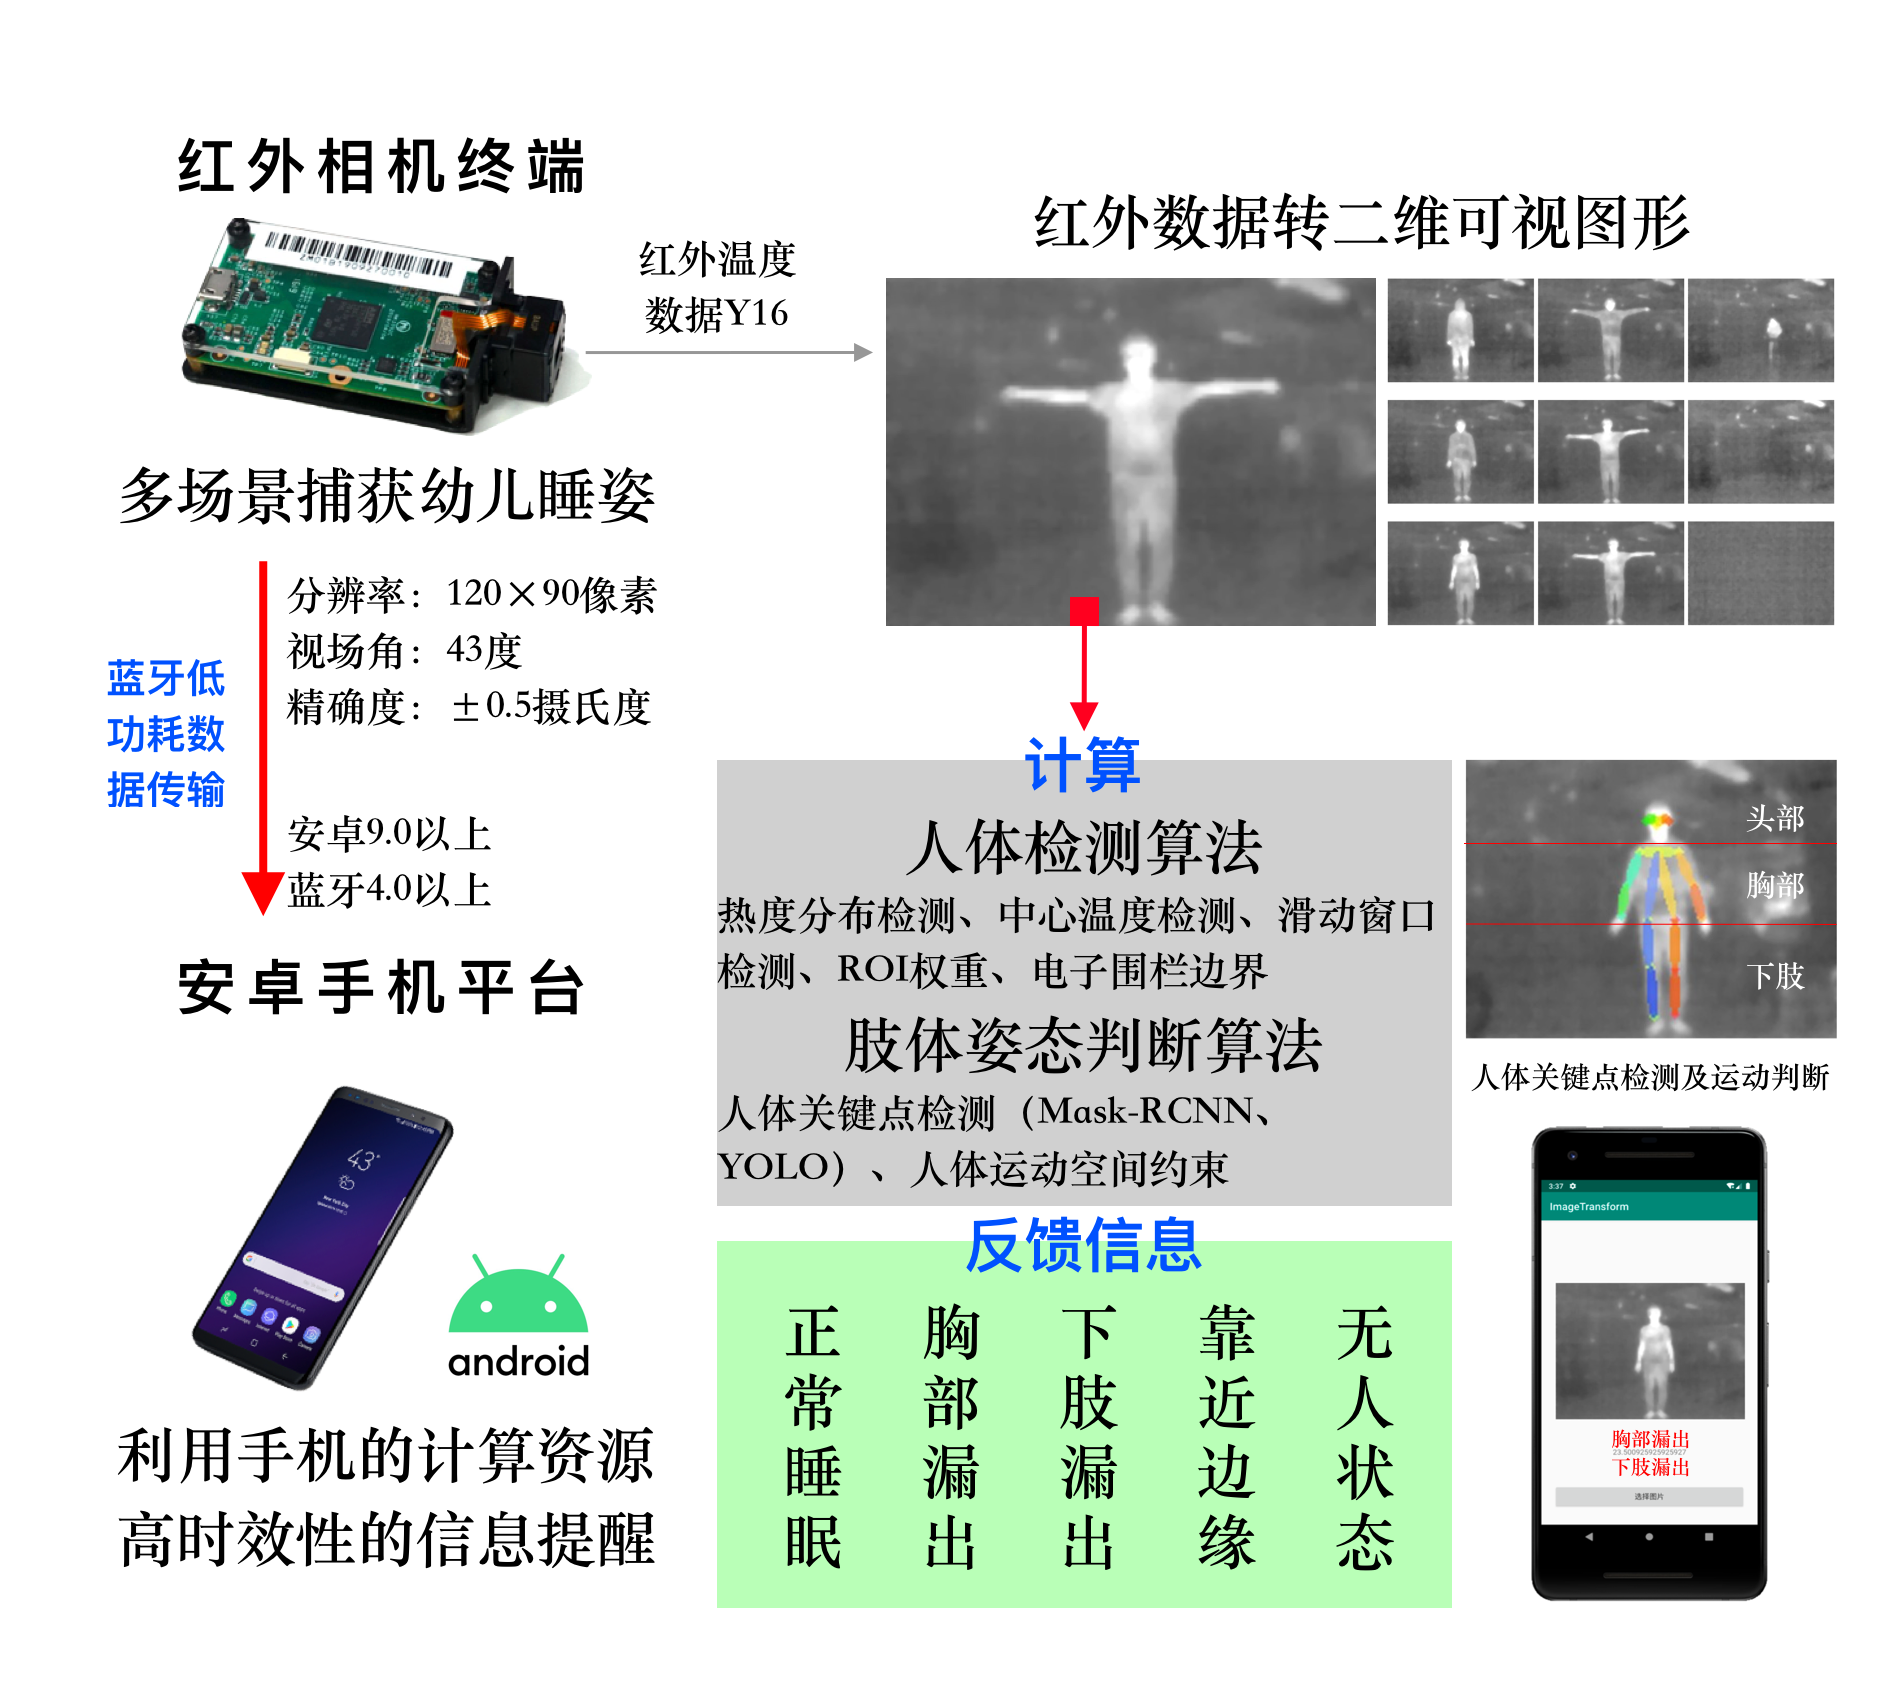 红外相机终端
ZM01B1909270010
多场景捕获幼儿睡姿
红外温度
数据Y16
红外数据转二维可视图形
分辨率：120×90像素
视场角：43度
精确度：±0.5摄氏度
蓝牙低
功耗数
据传输
安卓9.0以上
蓝牙4.0以上
安卓手机平台
43°
android
利用手机的计算资源
高时效性的信息提醒
计算
人体检测算法
热度分布检测、中心温度检测、滑动窗口
检测、ROI权重、电子围栏边界
肢体姿态判断算法
人体关键点检测（Mask-RCNN、
YOLO）、人体运动空间约束
反馈信息
正常睡眠
胸部漏出
下肢漏出
靠近边缘
无人状态
头部
胸部
下肢
人体关键点检测及运动判断
3:37
ImageTransform
胸部漏出
23.500925925925927
下肢漏出
选择图片